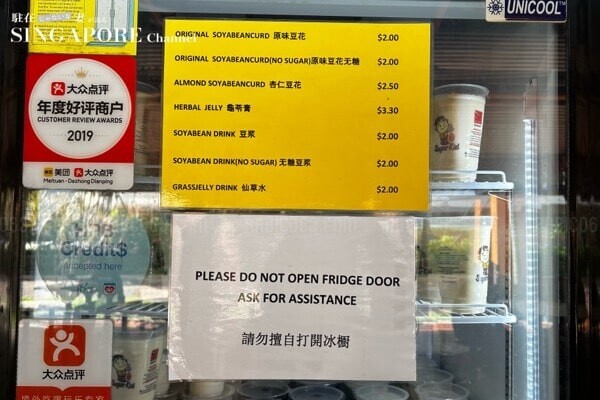 駐在
SINGAPORE Channel
UNICOOL
ORIGINAL SOYABEANCURD 原味豆花 $2.00
ORIGINAL SOYABEANCURD(NO SUGAR)原味豆花无糖 $2.00
ALMOND SOYABEANCURD 杏仁豆花 $2.50
HERBAL JELLY 龜苓膏 $3.30
SOYABEAN DRINK 豆浆 $2.00
SOYABEAN DRINK(NO SUGAR) 无糖豆浆 $2.00
GRASSJELLY DRINK 仙草水 $2.00
大众点评
年度好评商户
CUSTOMER REVIEW AWARDS
2019
美团 大众点评
Meituan - Dazhong Dianping
Credit$
accepted here
PLEASE DO NOT OPEN FRIDGE DOOR
ASK FOR ASSISTANCE
請勿擅自打開冰櫥
大众点评